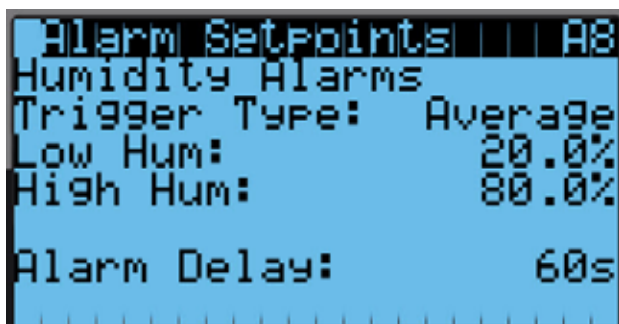 Alarm Setpoints A8
Humidity Alarms
Trigger Type: Average
Low Hum: 20.0%
High Hum: 80.0%
Alarm Delay: 60s